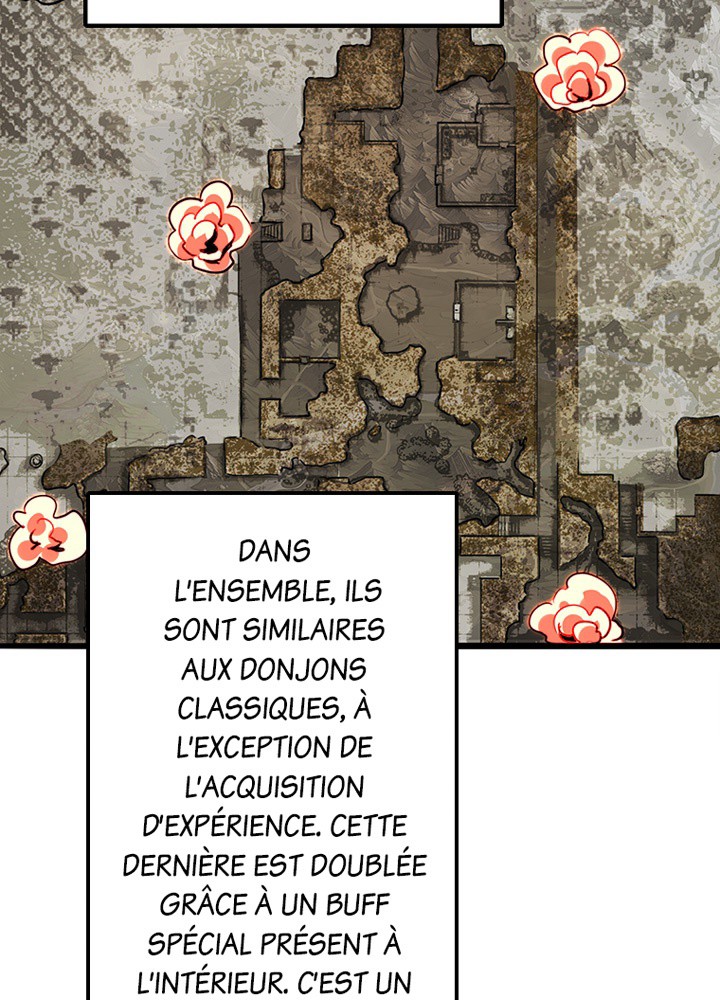 DANS
L'ENSEMBLE, ILS
SONT SIMILAIRES
AUX DONJONS
CLASSIQUES, À
L'EXCEPTION DE
L'ACQUISITION
D'EXPÉRIENCE. CETTE
DERNIÈRE EST DOUBLÉE
GRÂCE À UN BUFF
SPÉCIAL PRÉSENT À
L'INTÉRIEUR. C'EST UN